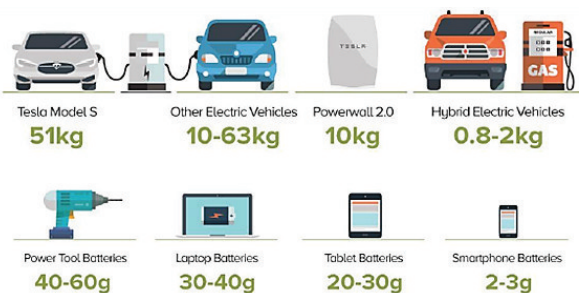 TESLA
REGULAR
GAS
Tesla Model S
Other Electric Vehicles
Powerwall 2.0
Hybrid Electric Vehicles
51kg
10-63kg
10kg
0.8-2kg
Power Tool Batteries
Laptop Batteries
Tablet Batteries
Smartphone Batteries
40-60g
30-40g
20-30g
2-3g